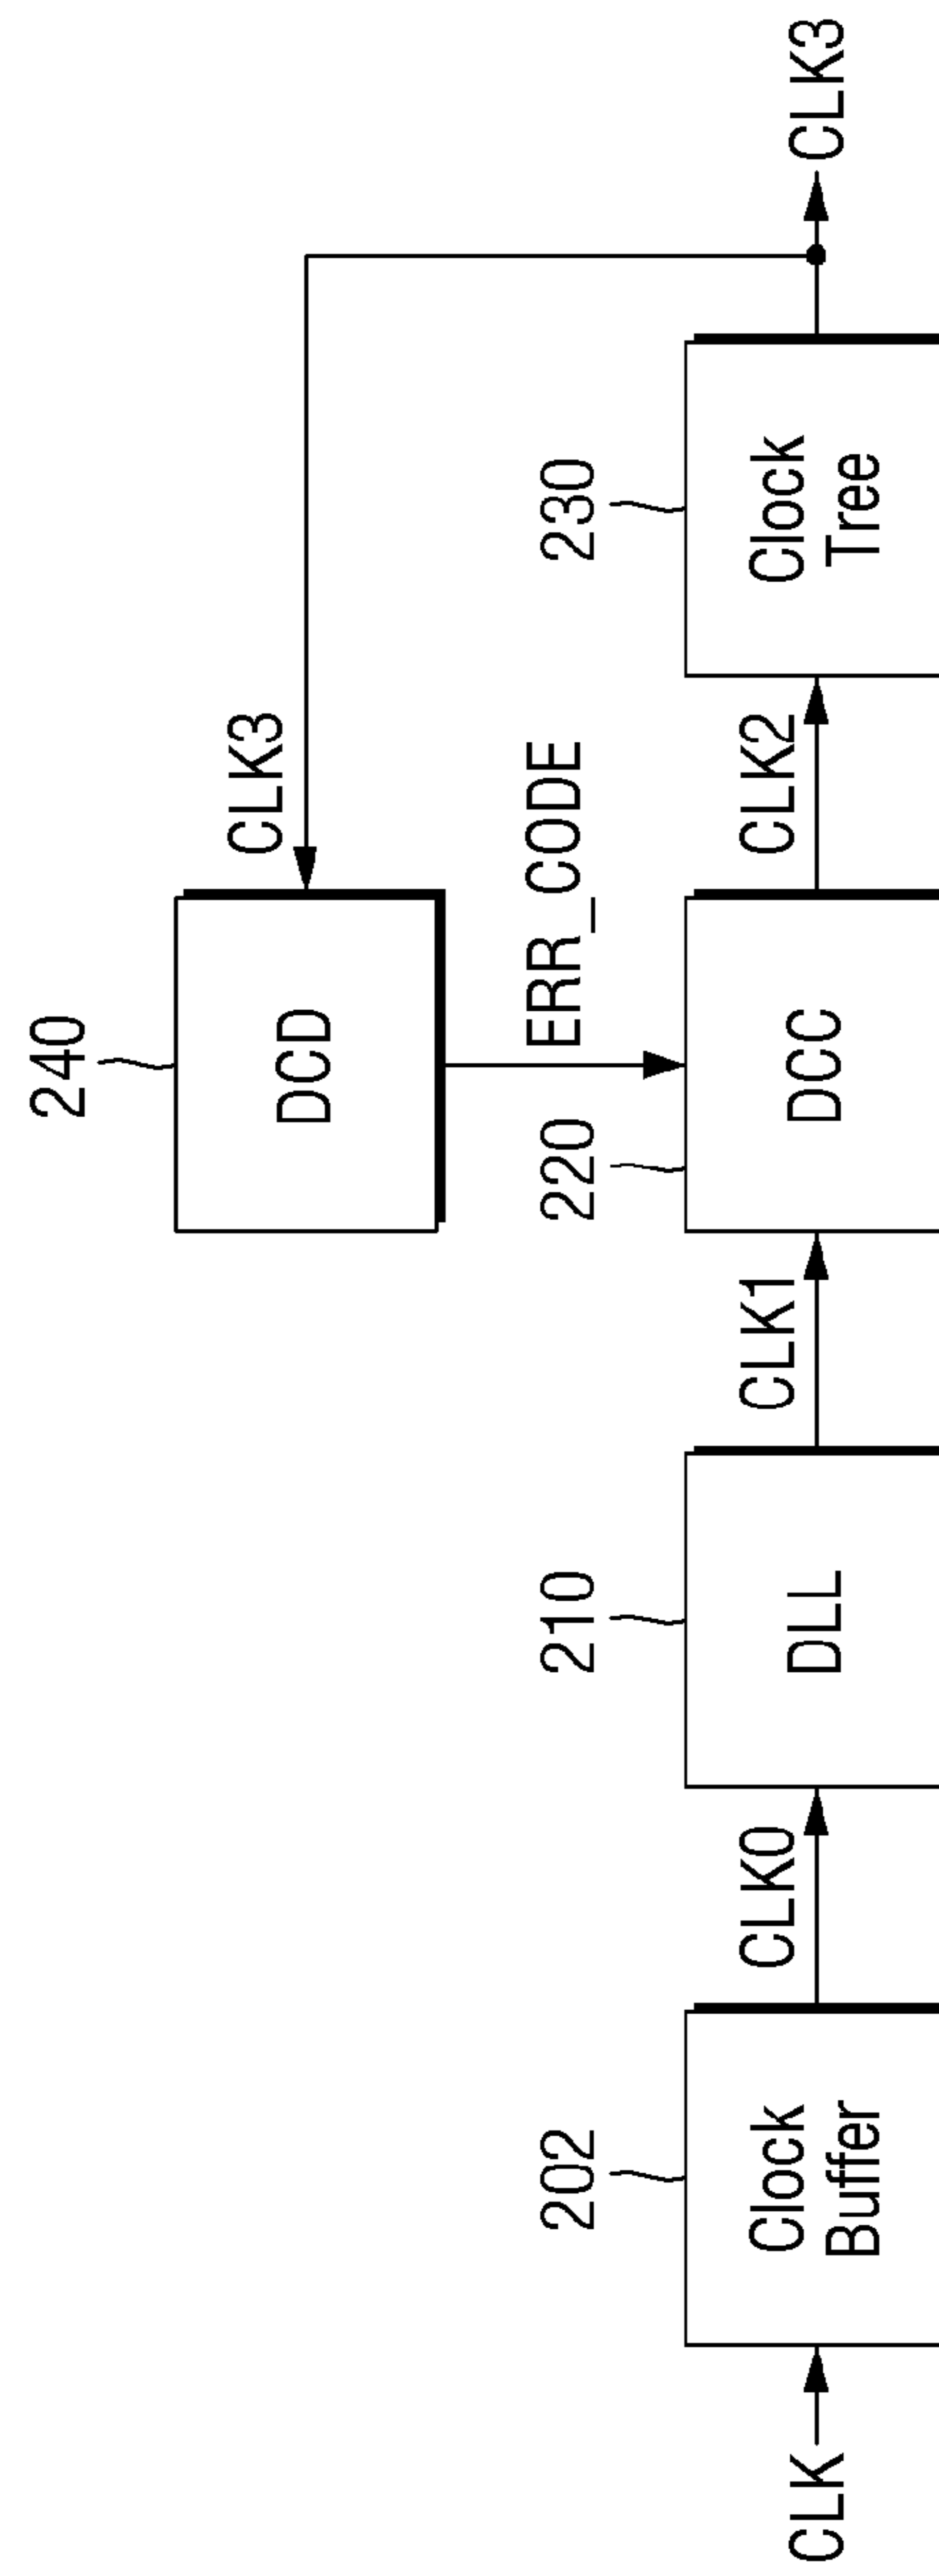 240
DCD
CLK3
ERR_CODE
202
210
220
230
CLK
Clock
Buffer
CLK0
DLL
CLK1
DCC
CLK2
Clock
Tree
CLK3